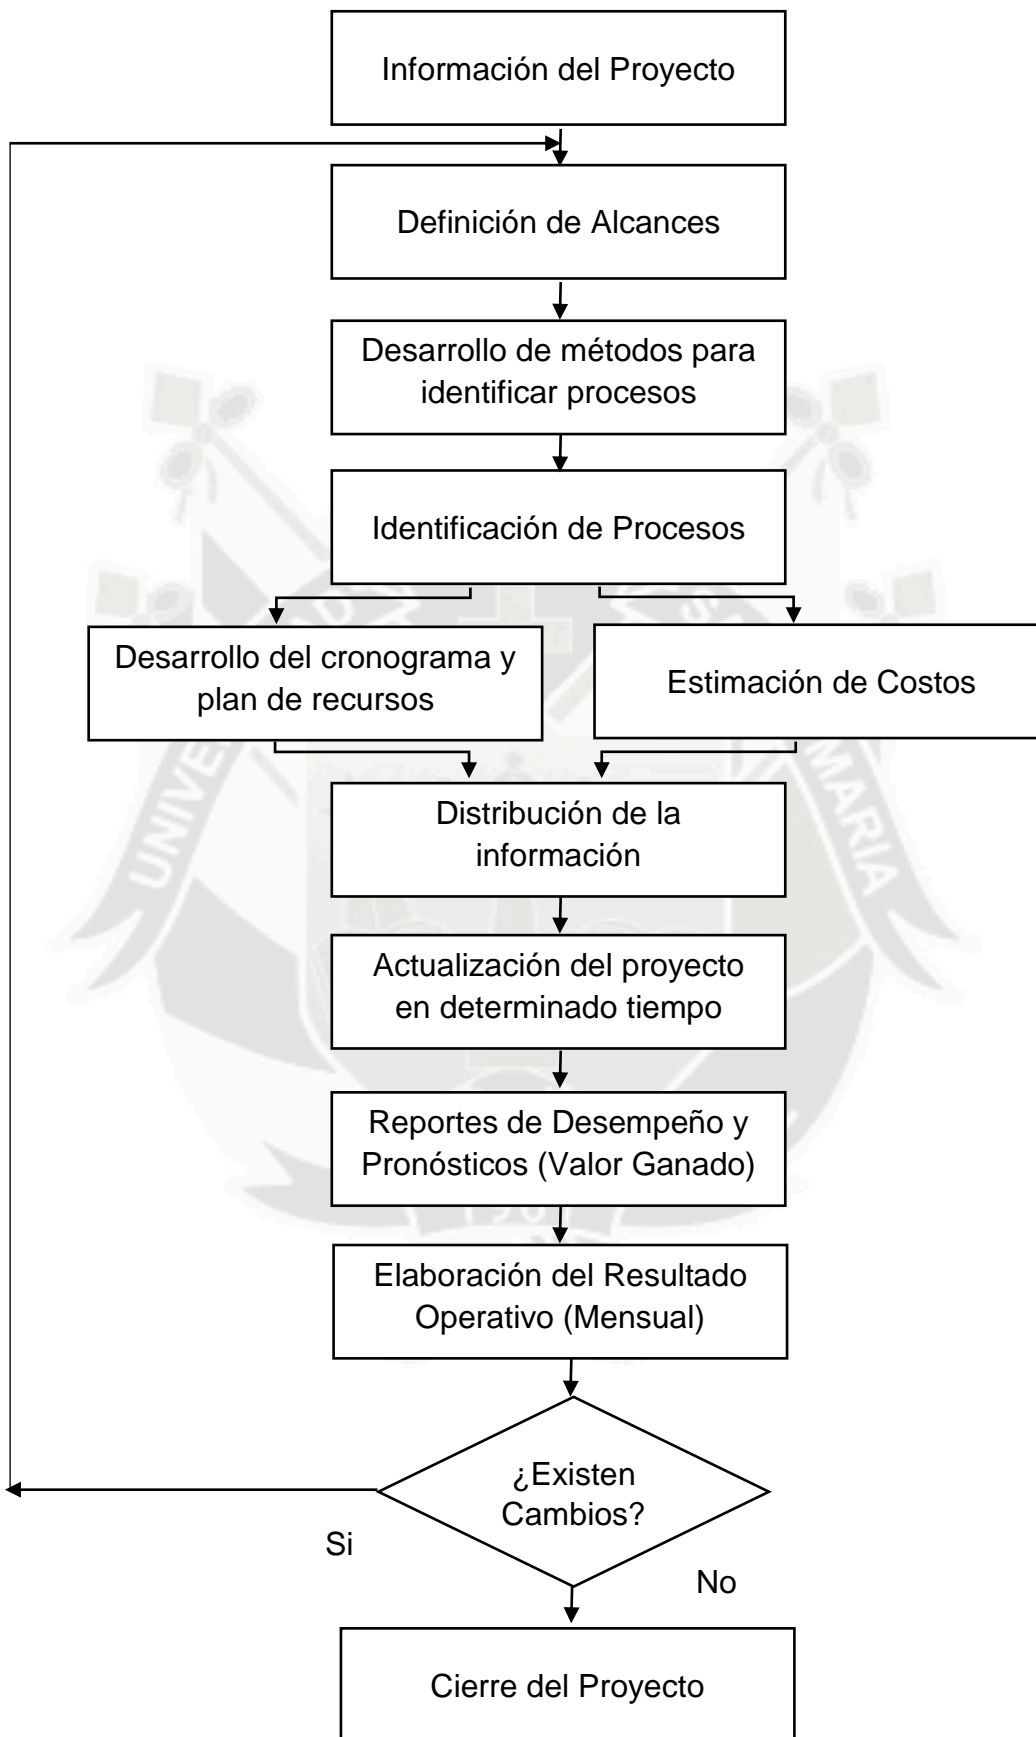 Información del Proyecto
Definición de Alcances
Desarrollo de métodos para
identificar procesos
Identificación de Procesos
Desarrollo del cronograma y
plan de recursos
Estimación de Costos
Distribución de la
información
Actualización del proyecto
en determinado tiempo
Reportes de Desempeño y
Pronósticos (Valor Ganado)
Elaboración del Resultado
Operativo (Mensual)
¿Existen
Cambios?
Si
No
Cierre del Proyecto